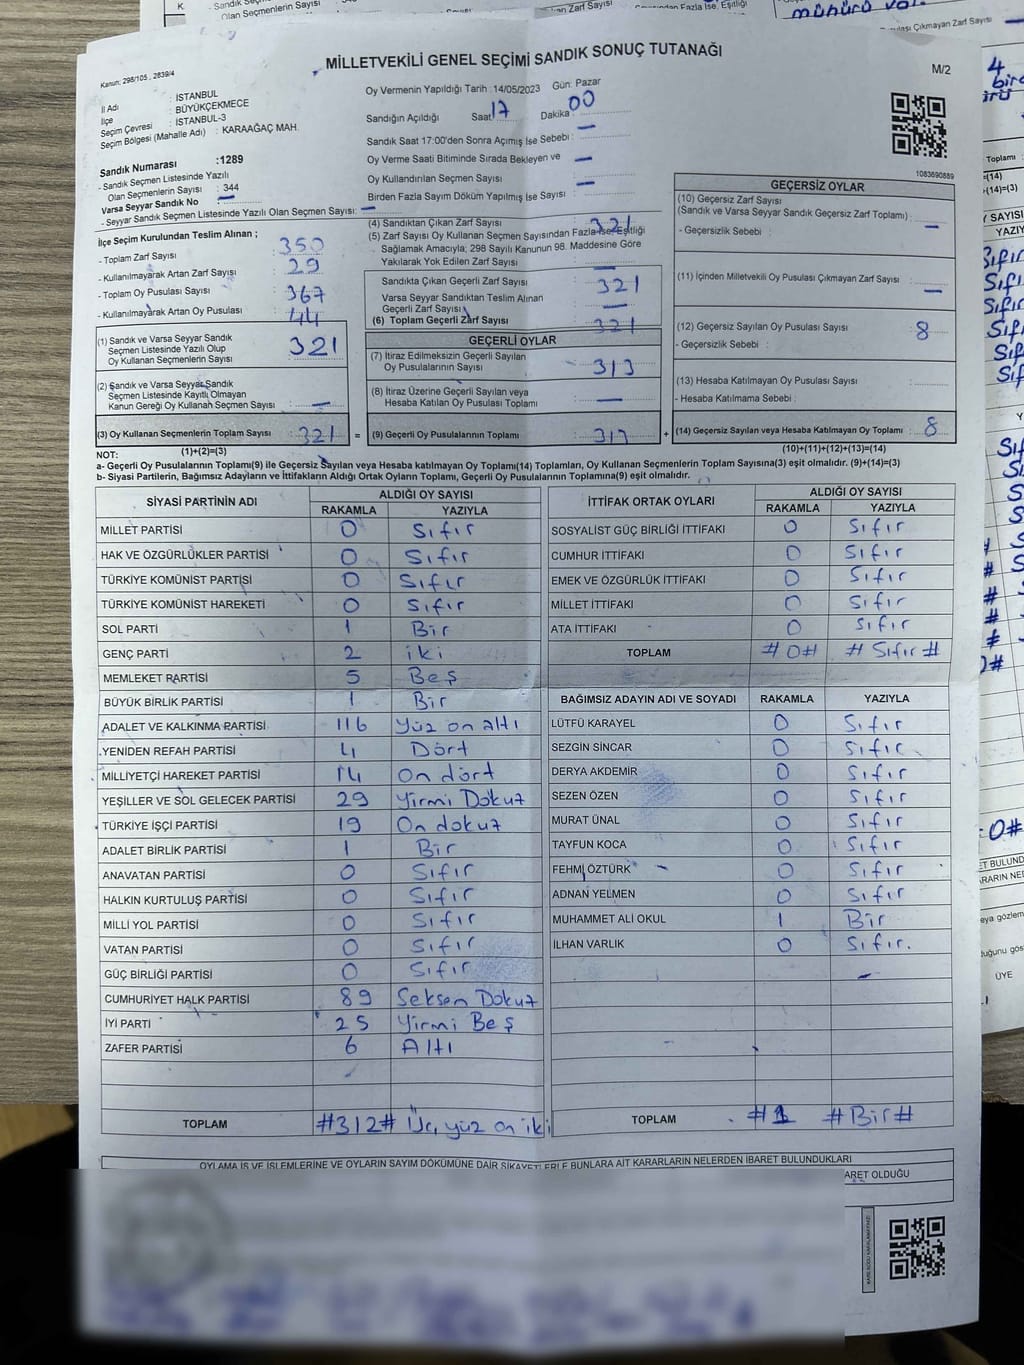 MİLLETVEKİLİ GENEL SEÇİMİ SANDIK SONUÇ TUTANAĞI
M/2
Kanun: 298/105 , 2839/4
İl Adı : İSTANBUL
İlçe : BÜYÜKÇEKMECE
Seçim Çevresi : İSTANBUL-3
Seçim Bölgesi (Mahalle Adı) : KARAAĞAÇ MAH.
Sandık Numarası :1289
- Sandık Seçmen Listesinde Yazılı
Olan Seçmenlerin Sayısı : 344
Varsa Seyyar Sandık No : —
- Seyyar Sandık Seçmen Listesinde Yazılı Olan Seçmen Sayısı: —
Oy Vermenin Yapıldığı Tarih : 14/05/2023 Gün: Pazar
Sandığın Açıldığı Saat: 17 Dakika: 00
Sandık Saat 17:00'den Sonra Açılmış İse Sebebi : —
Oy Verme Saati Bitiminde Sırada Bekleyen ve —
Oy Kullandırılan Seçmen Sayısı
Birden Fazla Sayım Döküm Yapılmış İse Sayısı : —
1083690889
İlçe Seçim Kurulundan Teslim Alınan ;
- Toplam Zarf Sayısı : 350
- Kullanılmayarak Artan Zarf Sayısı : 29
- Toplam Oy Pusulası Sayısı : 367
- Kullanılmayarak Artan Oy Pusulası : 44
(1) Sandık ve Varsa Seyyar Sandık
Seçmen Listesinde Yazılı Olup
Oy Kullanan Seçmenlerin Sayısı : 321
(2) Sandık ve Varsa Seyyar Sandık
Seçmen Listesinde Kayıtlı Olmayan
Kanun Gereği Oy Kullanan Seçmen Sayısı : —
(3) Oy Kullanan Seçmenlerin Toplam Sayısı : 321
(1)+(2)=(3)
(4) Sandıktan Çıkan Zarf Sayısı : 321
(5) Zarf Sayısı Oy Kullanan Seçmen Sayısından Fazla İse, Eşitliği
Sağlamak Amacıyla; 298 Sayılı Kanunun 98. Maddesine Göre
Yakılarak Yok Edilen Zarf Sayısı : —
Sandıkta Çıkan Geçerli Zarf Sayısı : 321
Varsa Seyyar Sandıktan Teslim Alınan
Geçerli Zarf Sayısı : —
(6) Toplam Geçerli Zarf Sayısı : 321
GEÇERLİ OYLAR
(7) İtiraz Edilmeksizin Geçerli Sayılan
Oy Pusulalarının Sayısı : 313
(8) İtiraz Üzerine Geçerli Sayılan veya
Hesaba Katılan Oy Pusulası Toplamı : —
= (9) Geçerli Oy Pusulalarının Toplamı : 313 +
GEÇERSİZ OYLAR
(10) Geçersiz Zarf Sayısı
(Sandık ve Varsa Seyyar Sandık Geçersiz Zarf Toplamı) : —
- Geçersizlik Sebebi :
(11) İçinden Milletvekili Oy Pusulası Çıkmayan Zarf Sayısı : —
(12) Geçersiz Sayılan Oy Pusulası Sayısı : 8
- Geçersizlik Sebebi :
(13) Hesaba Katılmayan Oy Pusulası Sayısı :
- Hesaba Katılmama Sebebi :
(14) Geçersiz Sayılan veya Hesaba Katılmayan Oy Toplamı : 8
(10)+(11)+(12)+(13)=(14)
NOT:
a- Geçerli Oy Pusulalarının Toplamı(9) ile Geçersiz Sayılan veya Hesaba katılmayan Oy Toplamı(14) Toplamları, Oy Kullanan Seçmenlerin Toplam Sayısına(3) eşit olmalıdır. (9)+(14)=(3)
b- Siyasi Partilerin, Bağımsız Adayların ve İttifakların Aldığı Ortak Oyların Toplamı, Geçerli Oy Pusulalarının Toplamına(9) eşit olmalıdır.
SİYASİ PARTİNİN ADI ALDIĞI OY SAYISI
RAKAMLA YAZIYLA
MİLLET PARTİSİ 0 Sıfır
HAK VE ÖZGÜRLÜKLER PARTİSİ 0 Sıfır
TÜRKİYE KOMÜNİST PARTİSİ 0 Sıfır
TÜRKİYE KOMÜNİST HAREKETİ 0 Sıfır
SOL PARTİ 1 Bir
GENÇ PARTİ 2 iki
MEMLEKET PARTİSİ 5 Beş
BÜYÜK BİRLİK PARTİSİ 1 Bir
ADALET VE KALKINMA PARTİSİ 116 Yüz on altı
YENİDEN REFAH PARTİSİ 4 Dört
MİLLİYETÇİ HAREKET PARTİSİ 14 On dört
YEŞİLLER VE SOL GELECEK PARTİSİ 29 Yirmi Dokuz
TÜRKİYE İŞÇİ PARTİSİ 19 On dokuz
ADALET BİRLİK PARTİSİ 1 Bir
ANAVATAN PARTİSİ 0 Sıfır
HALKIN KURTULUŞ PARTİSİ 0 Sıfır
MİLLİ YOL PARTİSİ 0 Sıfır
VATAN PARTİSİ 0 Sıfır
GÜÇ BİRLİĞİ PARTİSİ 0 Sıfır
CUMHURİYET HALK PARTİSİ 89 Seksen Dokuz
İYİ PARTİ 25 Yirmi Beş
ZAFER PARTİSİ 6 Altı
TOPLAM #312# Üç yüz on iki
İTTİFAK ORTAK OYLARI ALDIĞI OY SAYISI
RAKAMLA YAZIYLA
SOSYALİST GÜÇ BİRLİĞİ İTTİFAKI 0 Sıfır
CUMHUR İTTİFAKI 0 Sıfır
EMEK VE ÖZGÜRLÜK İTTİFAKI 0 Sıfır
MİLLET İTTİFAKI 0 Sıfır
ATA İTTİFAKI 0 Sıfır
TOPLAM #0# # Sıfır #
BAĞIMSIZ ADAYIN ADI VE SOYADI RAKAMLA YAZIYLA
LÜTFÜ KARAYEL 0 Sıfır
SEZGİN SİNCAR 0 Sıfır
DERYA AKDEMİR 0 Sıfır
SEZEN ÖZEN 0 Sıfır
MURAT ÜNAL 0 Sıfır
TAYFUN KOCA 0 Sıfır
FEHMİ ÖZTÜRK 0 Sıfır
ADNAN YELMEN 0 Sıfır
MUHAMMET ALİ OKUL 1 Bir
İLHAN VARLIK 0 Sıfır.
TOPLAM #1 # Bir #
OYLAMA İŞ VE İŞLEMLERİNE VE OYLARIN SAYIM DÖKÜMÜNE DAİR ŞİKAYETLERLE BUNLARA AİT KARARLARIN NELERDEN İBARET BULUNDUKLARI
ARET OLDUĞU